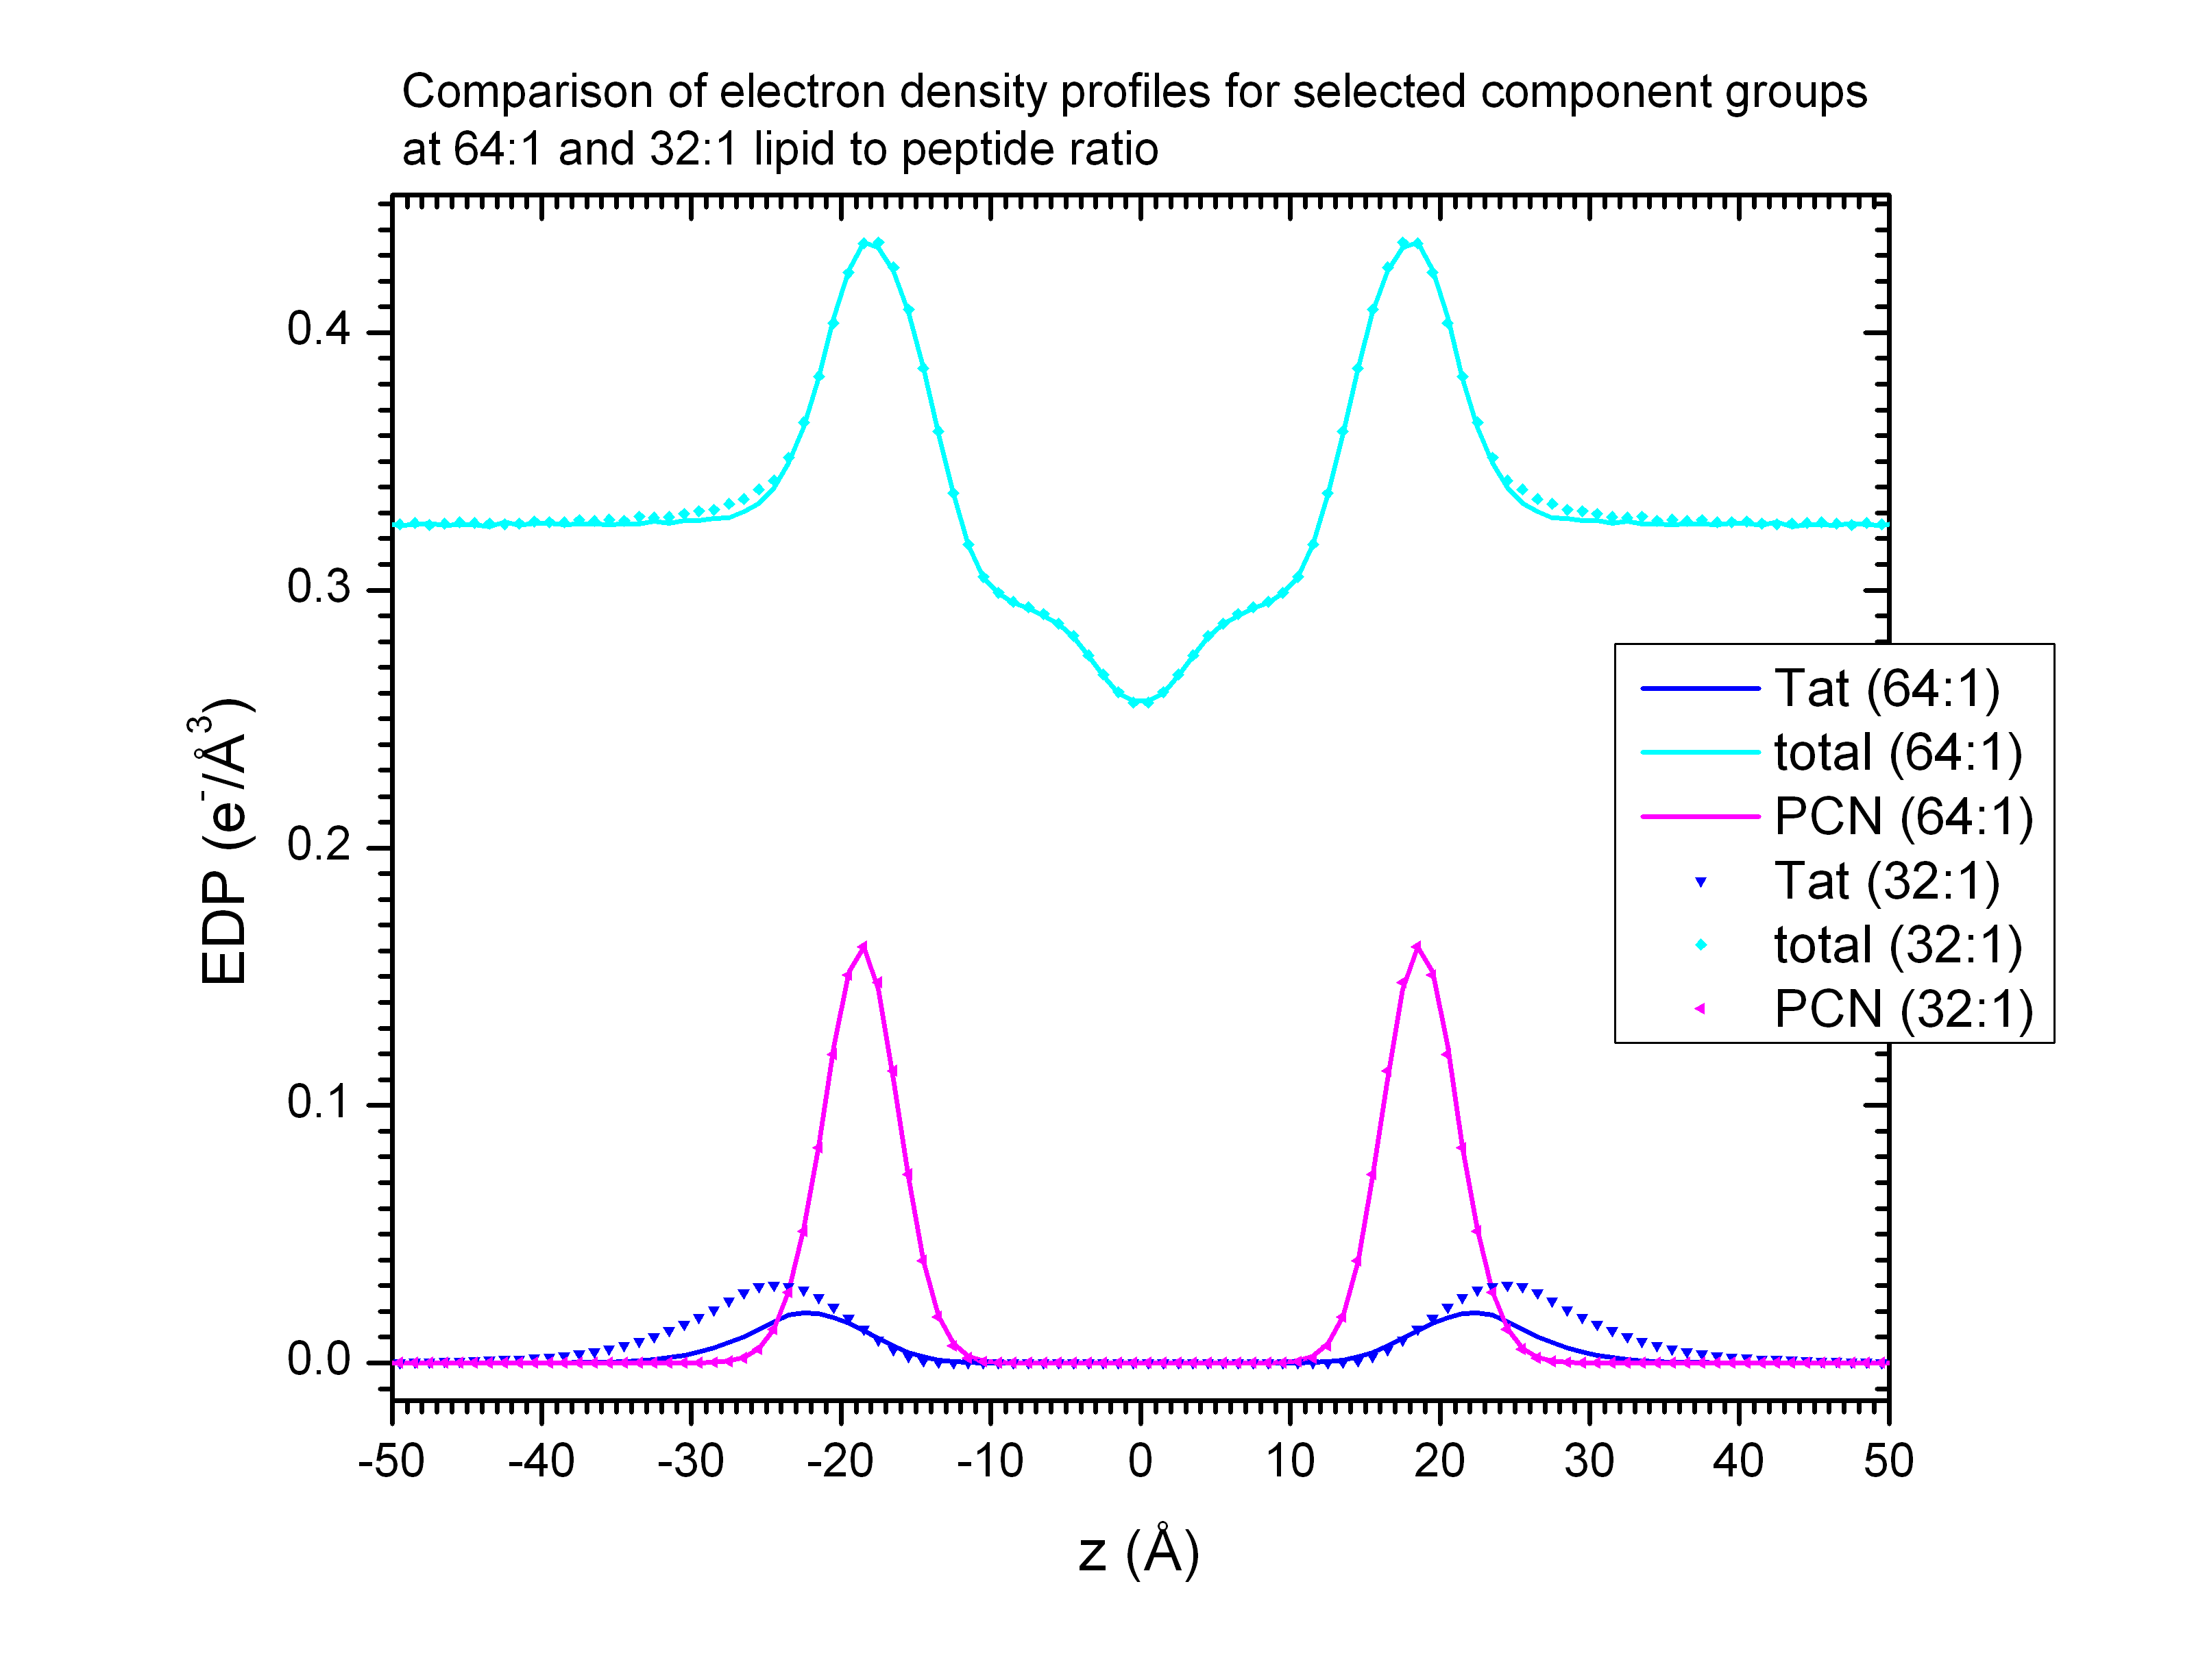 Comparison of electron density profiles for selected component groups
at 64:1 and 32:1 lipid to peptide ratio
0.4
0.3
0.2
0.1
0.0
EDP (e⁻/Å³)
-50 -40 -30 -20 -10 0 10 20 30 40 50
z (Å)
Tat (64:1)
total (64:1)
PCN (64:1)
Tat (32:1)
total (32:1)
PCN (32:1)